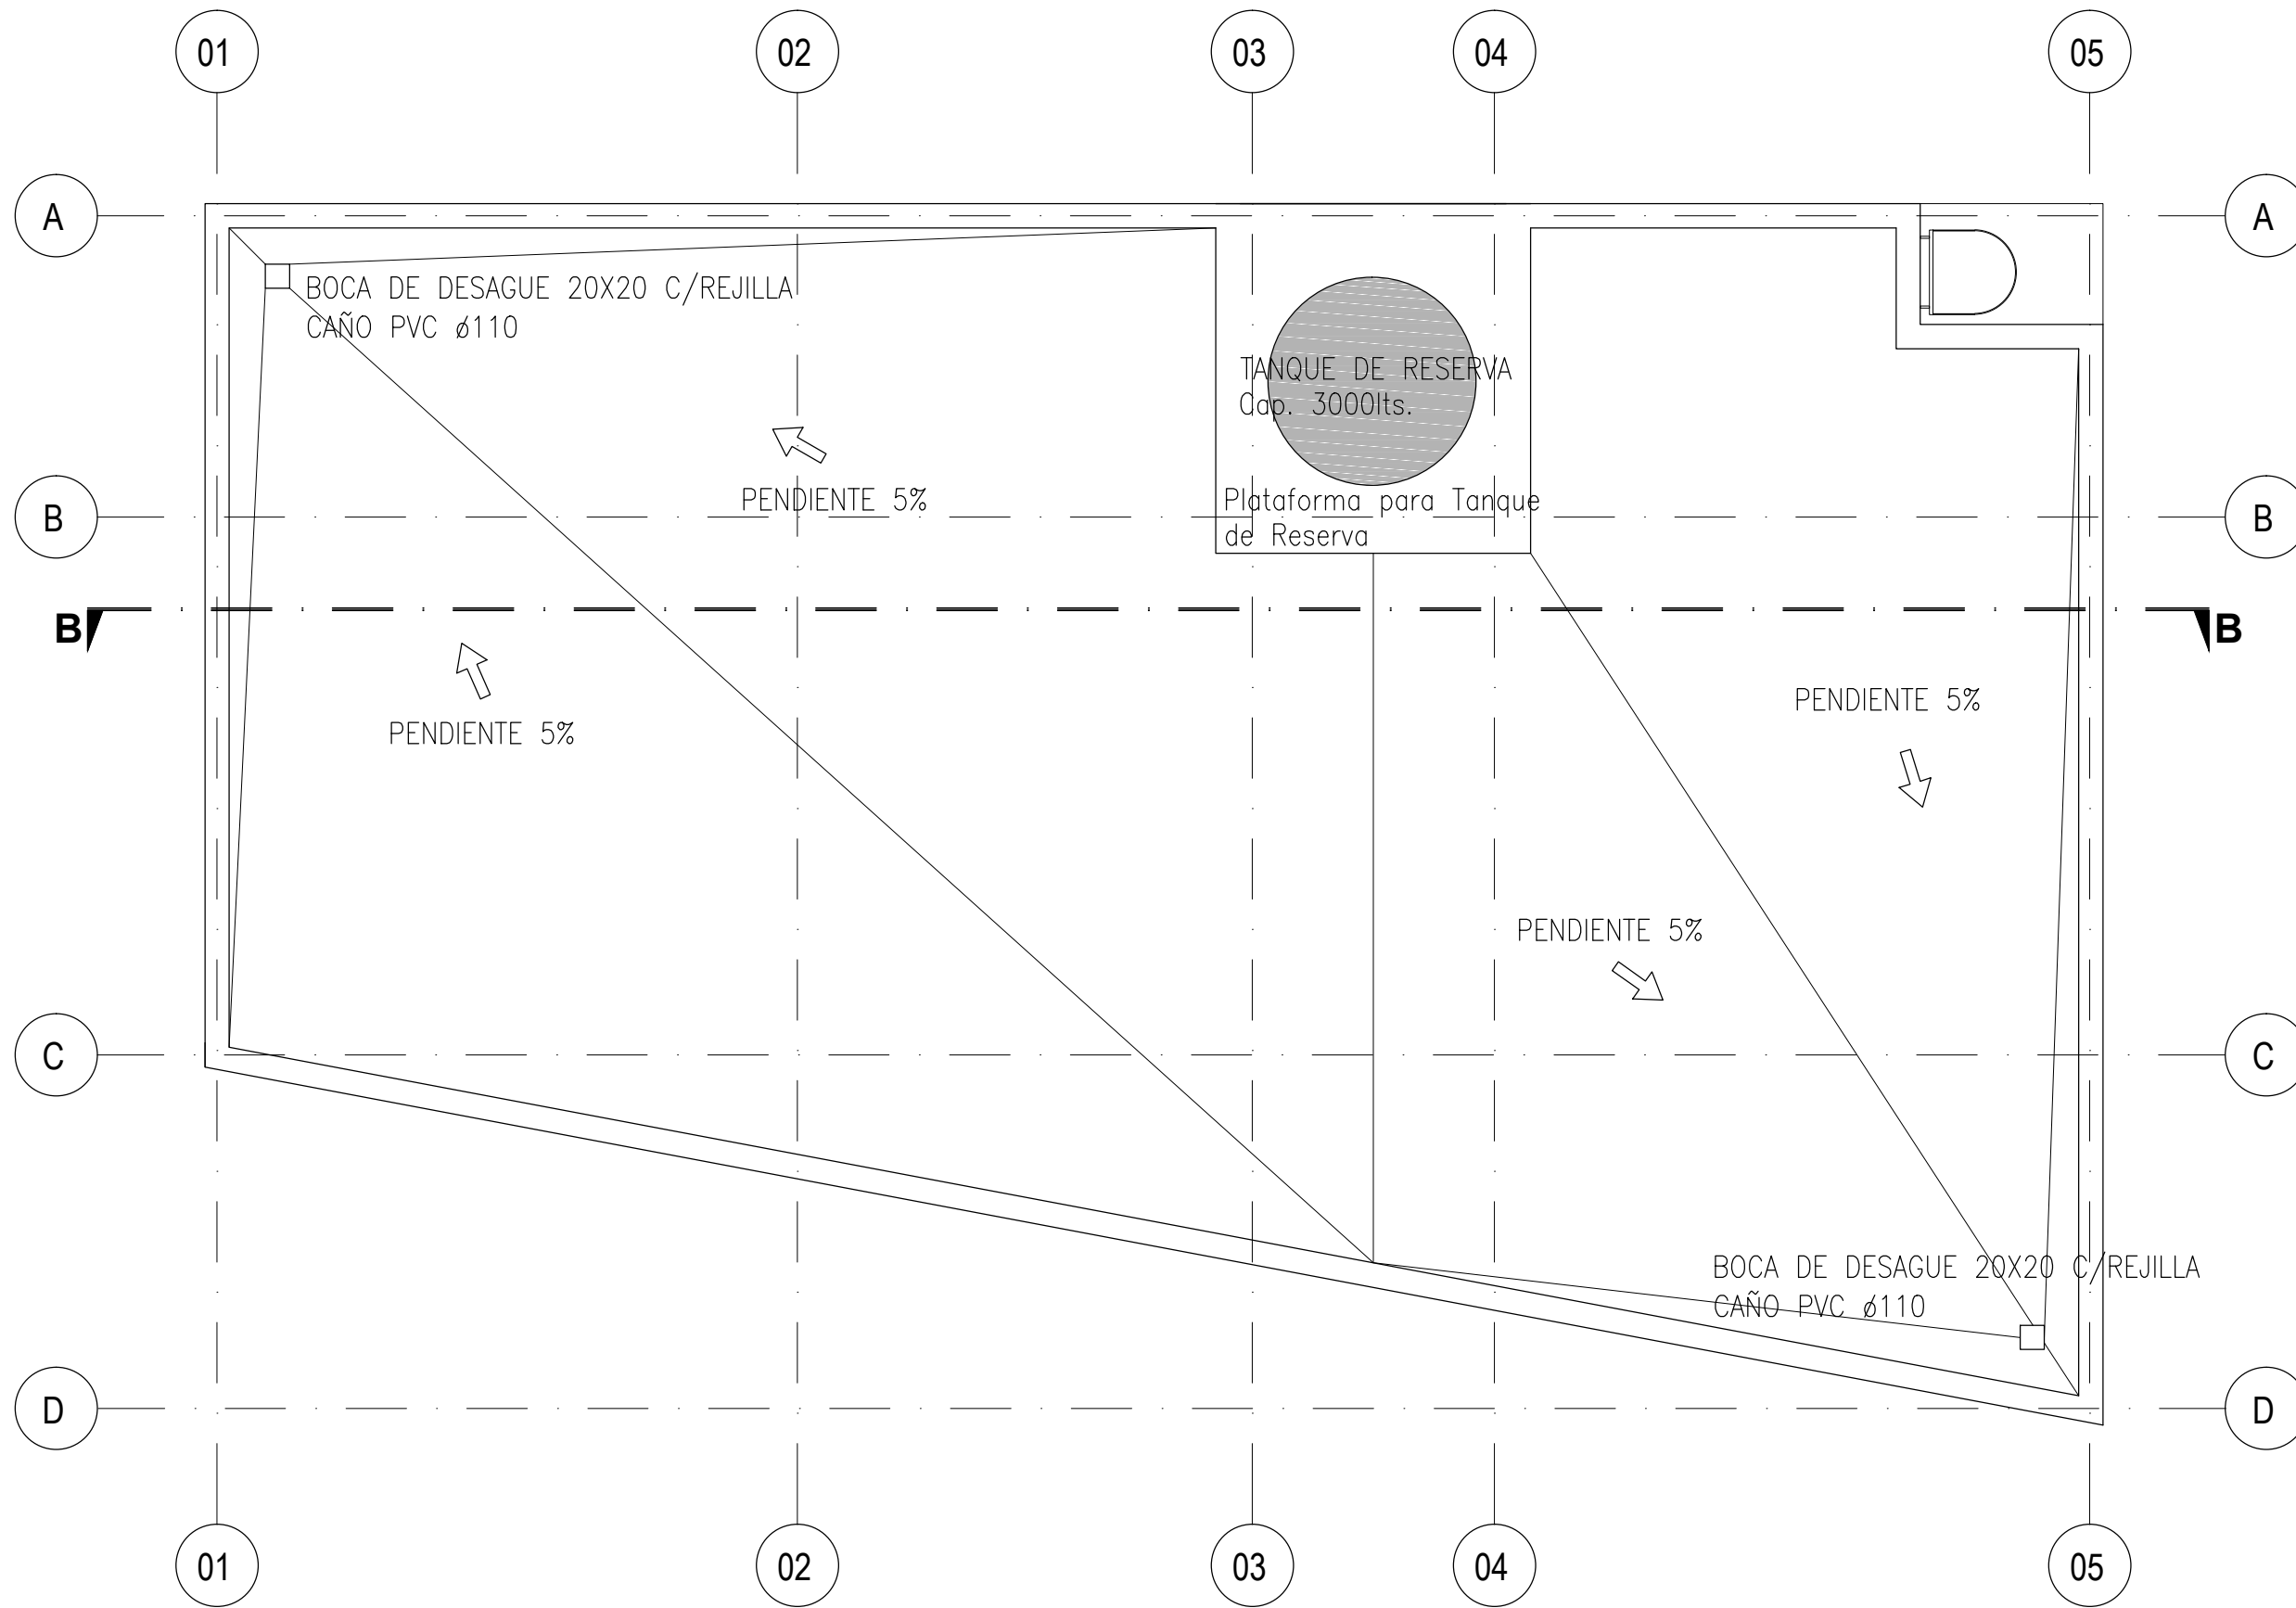 01
02
03
04
05
A
A
BOCA DE DESAGUE 20X20 C/REJILLA
CAÑO PVC ø110
TANQUE DE RESERVA
Cap. 3000lts.
PENDIENTE 5%
Plataforma para Tanque
de Reserva
B
B
B
B
PENDIENTE 5%
PENDIENTE 5%
PENDIENTE 5%
C
C
BOCA DE DESAGUE 20X20 C/REJILLA
CAÑO PVC ø110
D
D
01
02
03
04
05